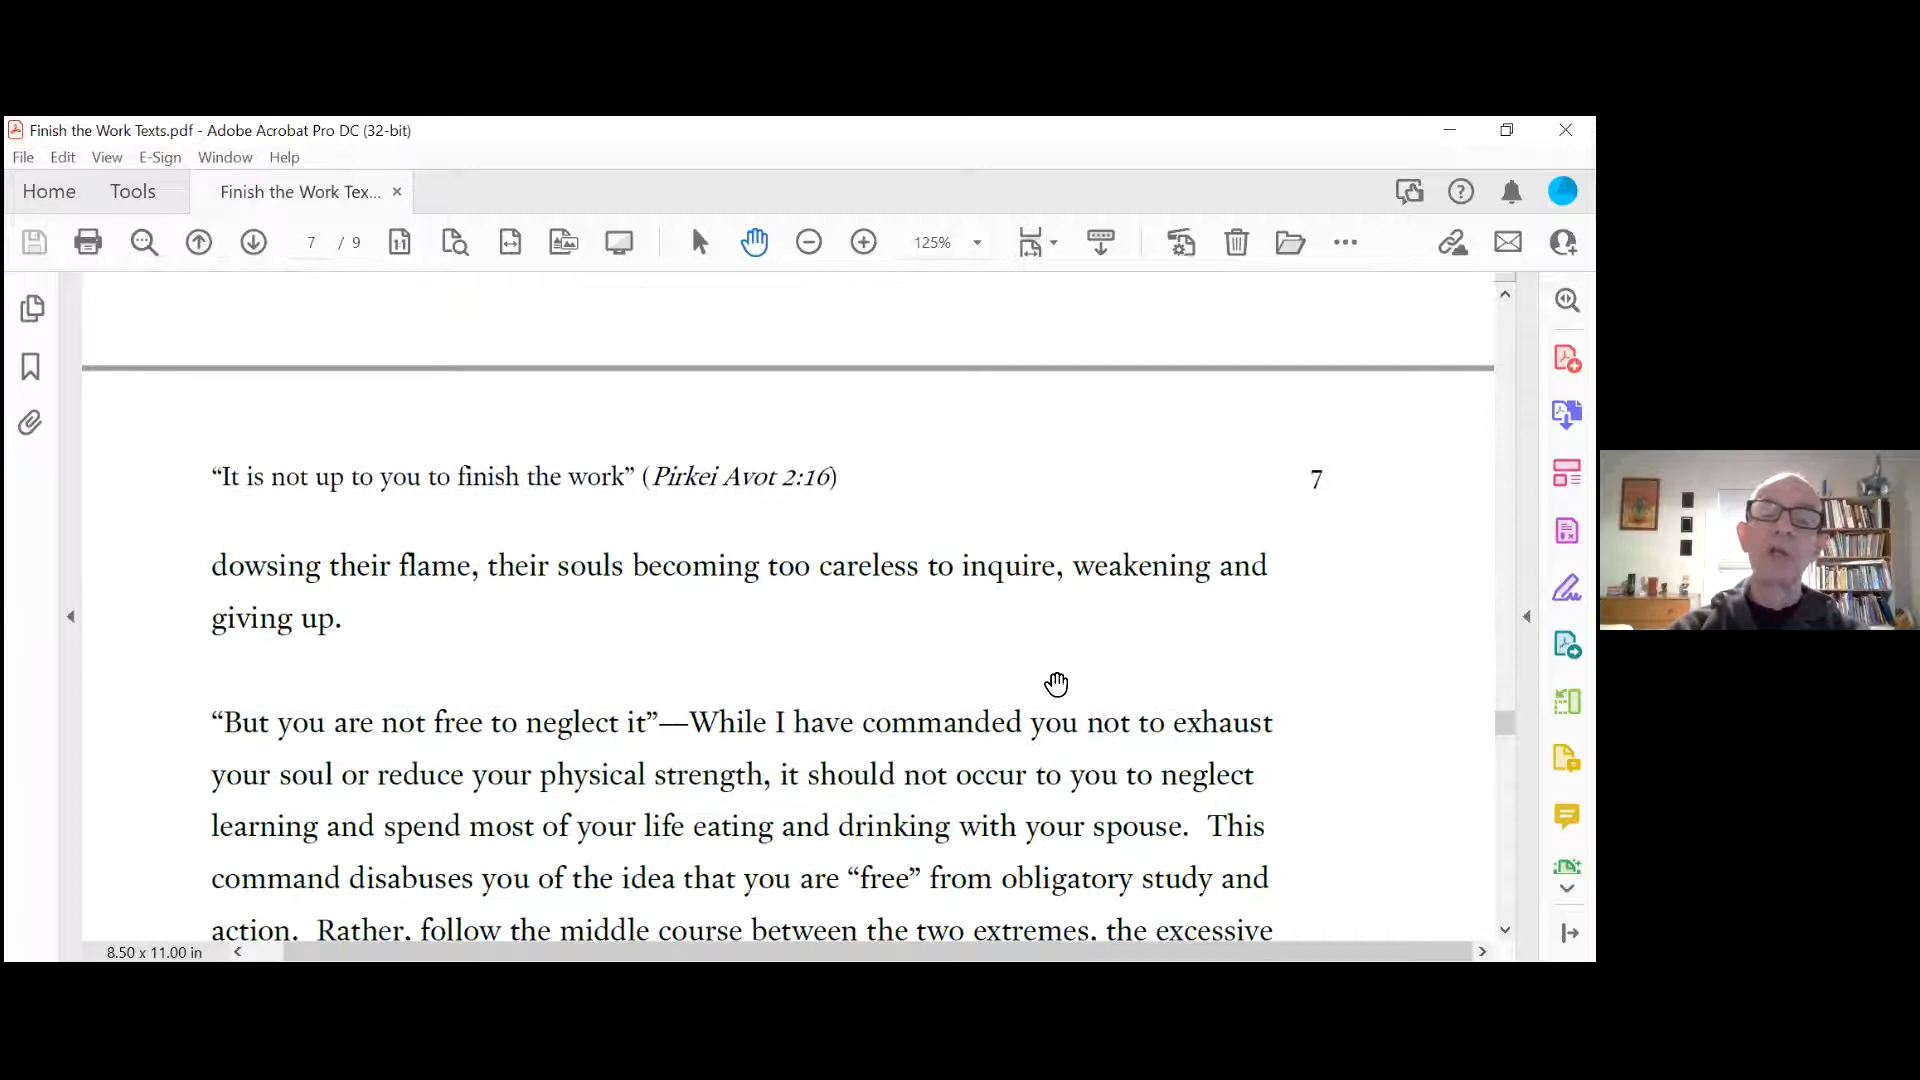 Finish the Work Texts.pdf - Adobe Acrobat Pro DC (32-bit)
File Edit View E-Sign Window Help
Home Tools Finish the Work Tex... ×
7 / 9 125%
“It is not up to you to finish the work” (Pirkei Avot 2:16) 7
dowsing their flame, their souls becoming too careless to inquire, weakening and
giving up.
“But you are not free to neglect it”—While I have commanded you not to exhaust
your soul or reduce your physical strength, it should not occur to you to neglect
learning and spend most of your life eating and drinking with your spouse. This
command disabuses you of the idea that you are “free” from obligatory study and
action. Rather, follow the middle course between the two extremes, the excessive
8.50 x 11.00 in